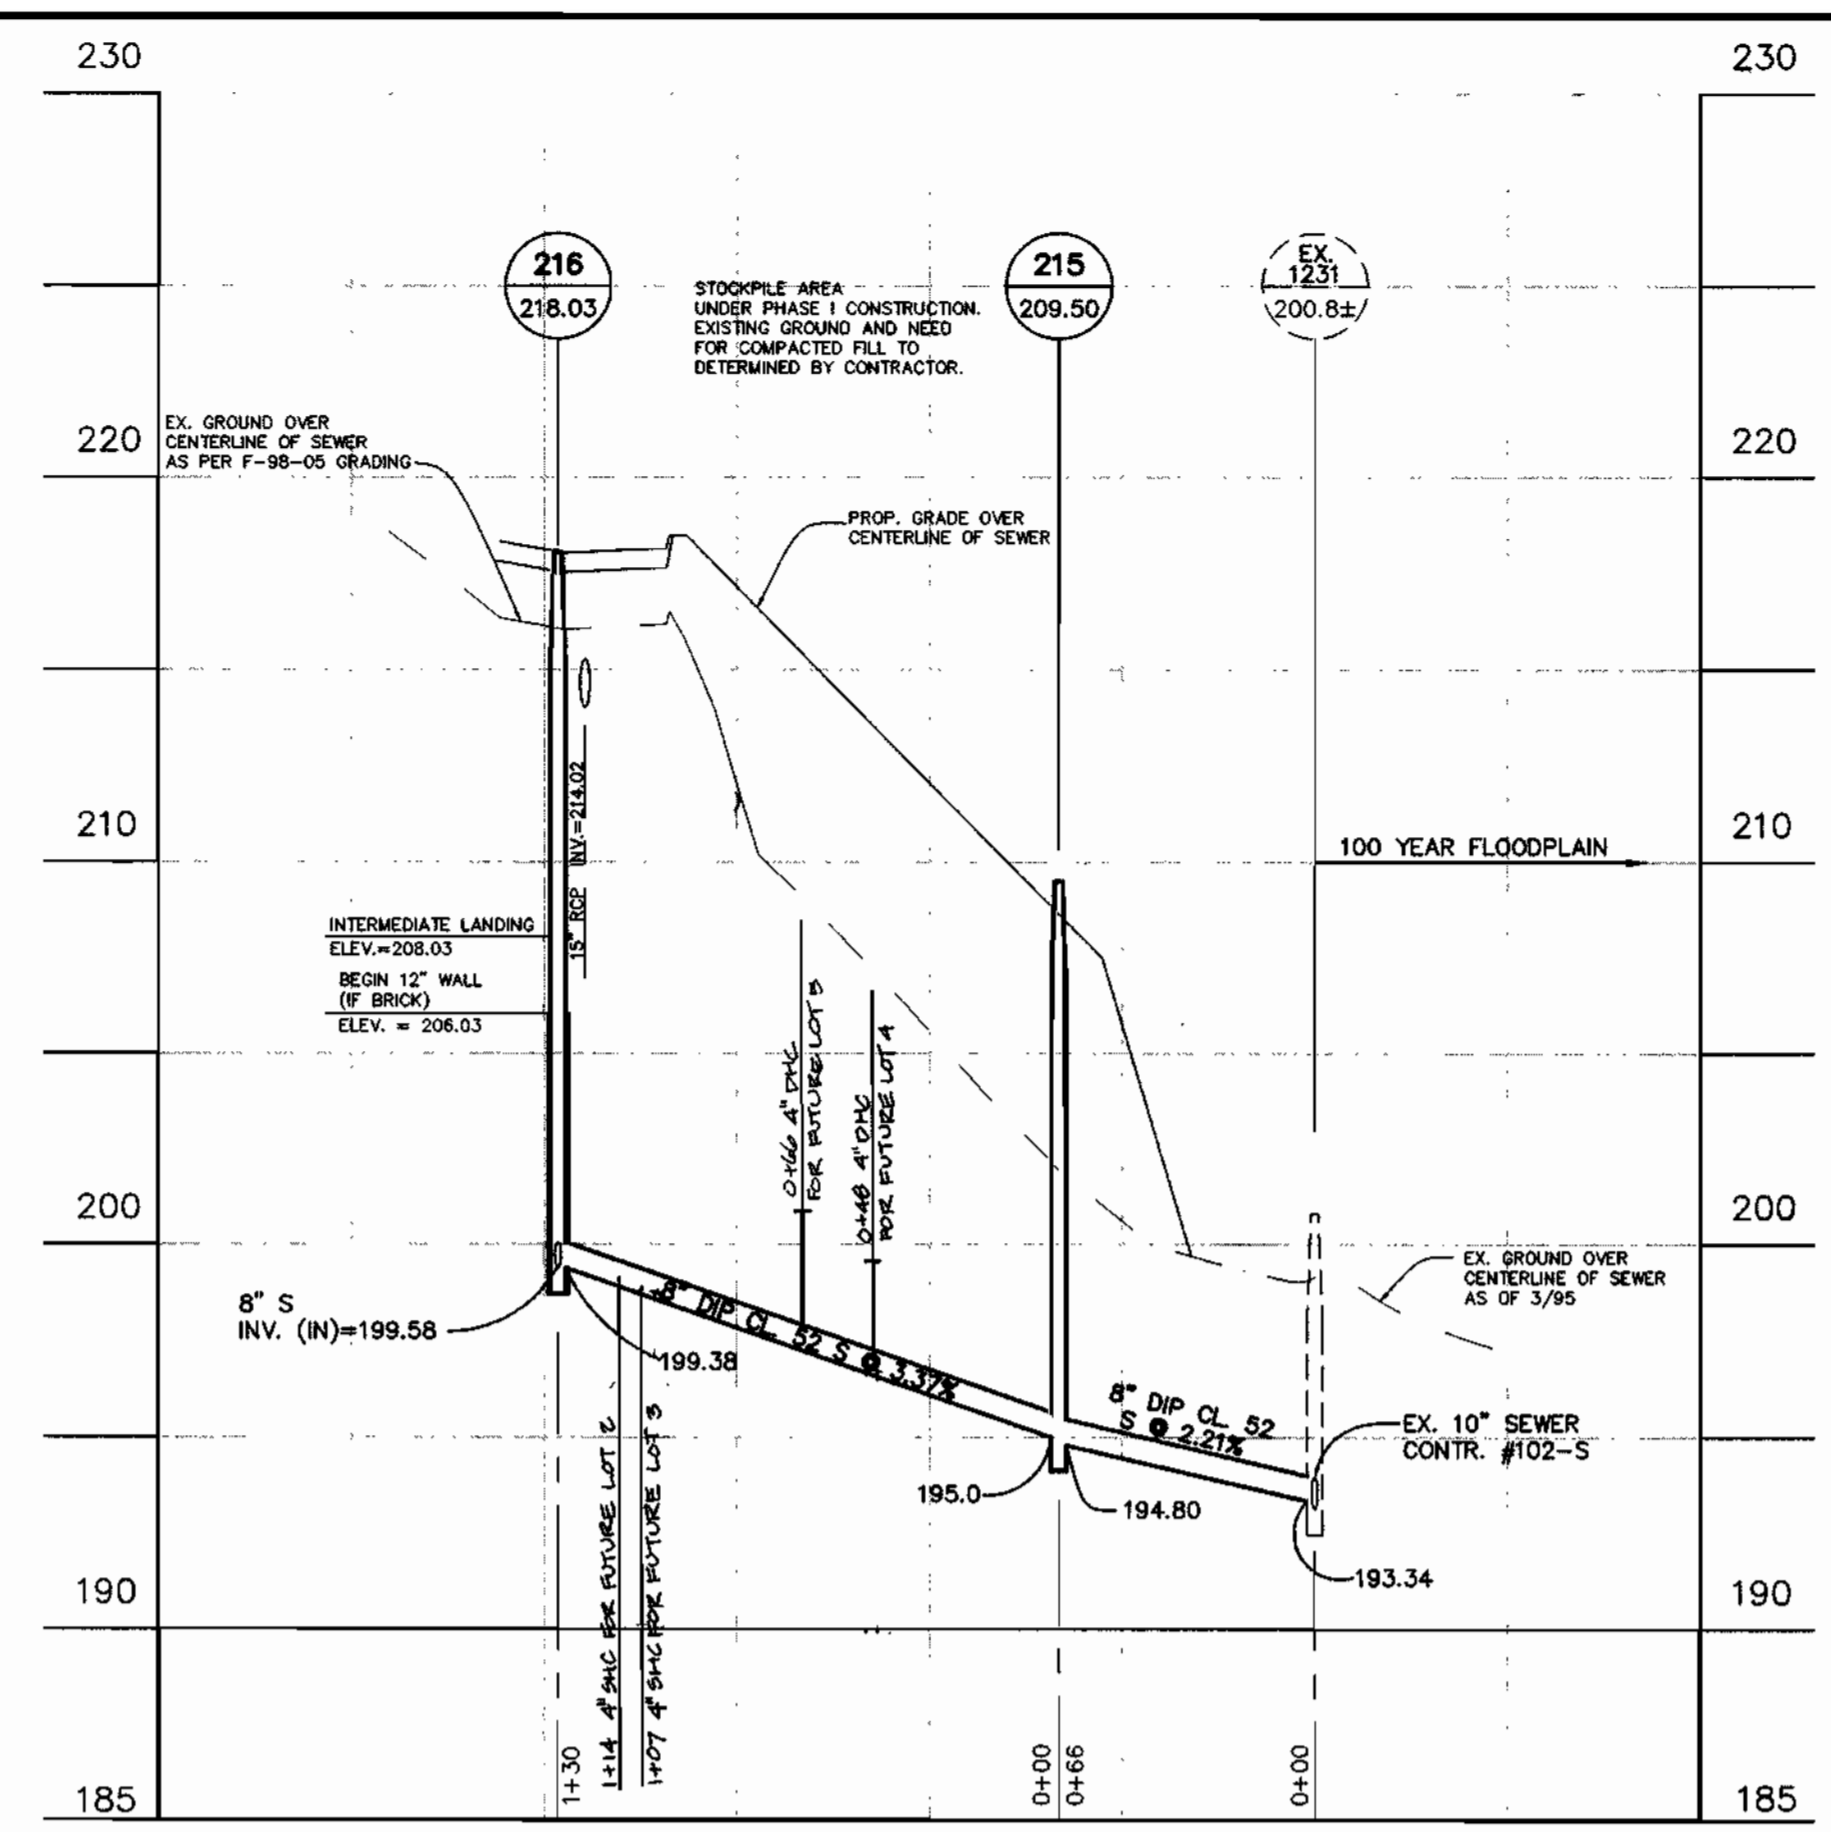 230
230
216
218.03
STOCKPILE AREA
UNDER PHASE 1 CONSTRUCTION.
EXISTING GROUND AND NEED
FOR COMPACTED FILL TO
DETERMINED BY CONTRACTOR.
215
209.50
EX.
1231
200.8±
EX. GROUND OVER
CENTERLINE OF SEWER
AS PER F-98-05 GRADING
220
220
PROP. GRADE OVER
CENTERLINE OF SEWER
15" RCP INV.=214.02
210
210
100 YEAR FLOODPLAIN
INTERMEDIATE LANDING
ELEV.=208.03
BEGIN 12" WALL
(IF BRICK)
ELEV. = 206.03
0+66 4" DHC
FOR FUTURE LOT 5
0+48 4" DHC
FOR FUTURE LOT 4
200
200
EX. GROUND OVER
CENTERLINE OF SEWER
AS OF 3/95
8" S
INV. (IN)=199.58
199.38
8" DIP CL. 52 S @ 3.37%
8" DIP CL. 52
S @ 2.21%
EX. 10" SEWER
CONTR. #102-S
195.0
194.80
193.34
190
190
1+30
1+14 4" SHC FOR FUTURE LOT 2
1+07 4" SHC FOR FUTURE LOT 3
0+00
0+66
0+00
185
185